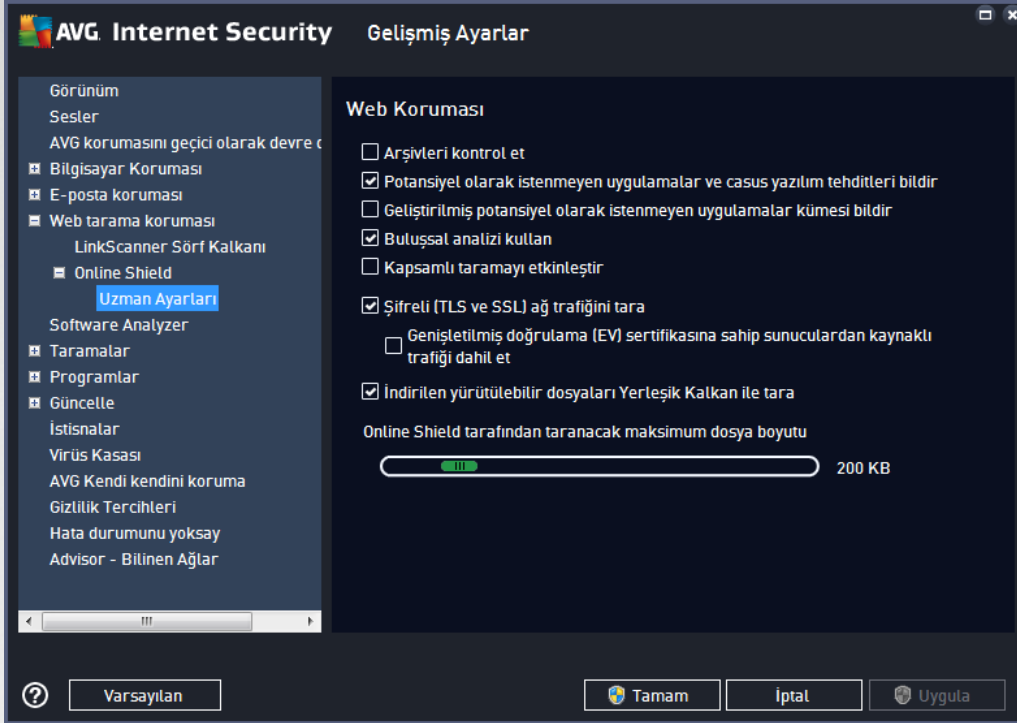 AVG. Internet Security Gelişmiş Ayarlar
Görünüm
Sesler
AVG korumasını geçici olarak devre
Bilgisayar Koruması
E-posta koruması
Web tarama koruması
LinkScanner Sörf Kalkanı
Online Shield
Uzman Ayarları
Software Analyzer
Taramalar
Programlar
Güncelle
İstisnalar
Virüs Kasası
AVG Kendi kendini koruma
Gizlilik Tercihleri
Hata durumunu yoksay
Advisor - Bilinen Ağlar
Web Koruması
Arşivleri kontrol et
Potansiyel olarak istenmeyen uygulamalar ve casus yazılım tehditleri bildir
Geliştirilmiş potansiyel olarak istenmeyen uygulamalar kümesi bildir
Buluşsal analizi kullan
Kapsamlı taramayı etkinleştir
Şifreli (TLS ve SSL) ağ trafiğini tara
Genişletilmiş doğrulama (EV) sertifikasına sahip sunuculardan kaynaklı
trafiği dahil et
İndirilen yürütülebilir dosyaları Yerleşik Kalkan ile tara
Online Shield tarafından taranacak maksimum dosya boyutu
200 KB
Varsayılan
Tamam
İptal
Uygula